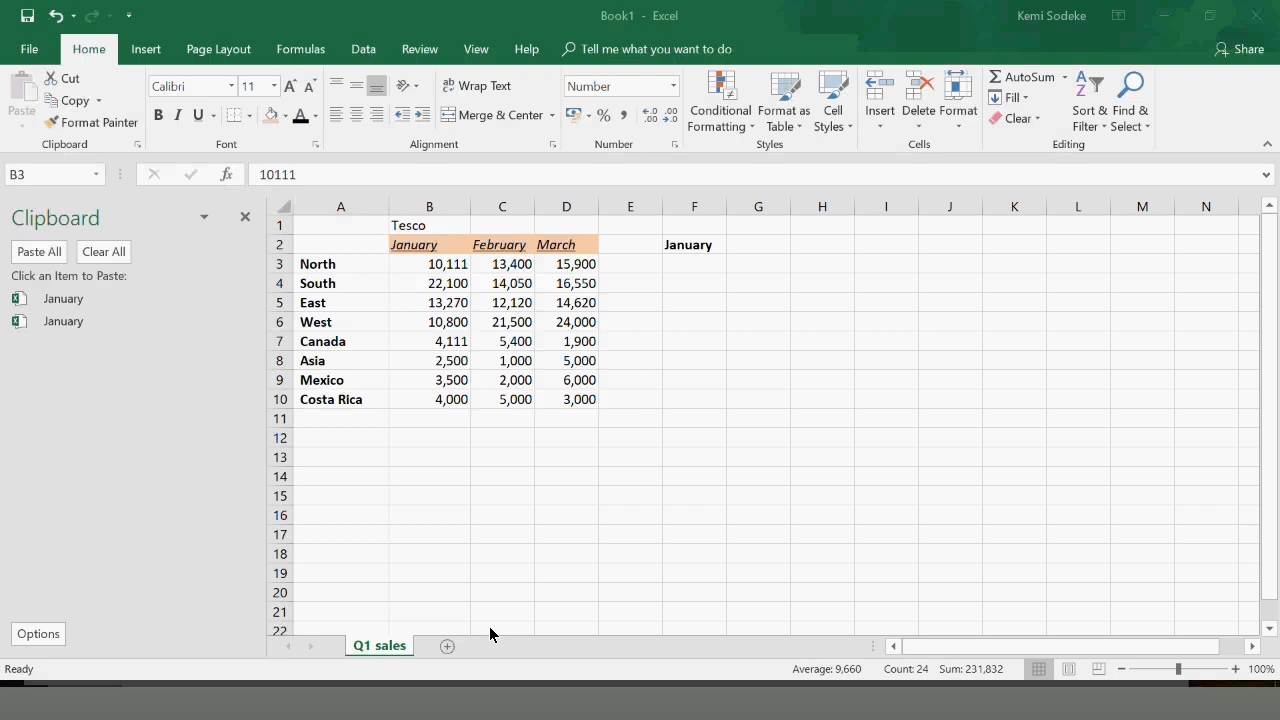 Book1 - Excel
Kemi Sodeke
File Home Insert Page Layout Formulas Data Review View Help Tell me what you want to do Share
Paste
Cut
Copy
Format Painter
Clipboard
Calibri 11
B I U
Font
Wrap Text
Merge & Center
Alignment
Number
Number
Conditional Formatting
Format as Table
Cell Styles
Styles
Insert Delete Format
Cells
AutoSum
Fill
Clear
Sort & Filter
Find & Select
Editing
B3 fx 10111
Clipboard
Paste All Clear All
Click an Item to Paste:
January
January
Options
A B C D E F G H I J K L M N
1 Tesco
2 January February March January
3 North 10,111 13,400 15,900
4 South 22,100 14,050 16,550
5 East 13,270 12,120 14,620
6 West 10,800 21,500 24,000
7 Canada 4,111 5,400 1,900
8 Asia 2,500 1,000 5,000
9 Mexico 3,500 2,000 6,000
10 Costa Rica 4,000 5,000 3,000
11
12
13
14
15
16
17
18
19
20
21
22
Q1 sales
Ready Average: 9,660 Count: 24 Sum: 231,832 100%